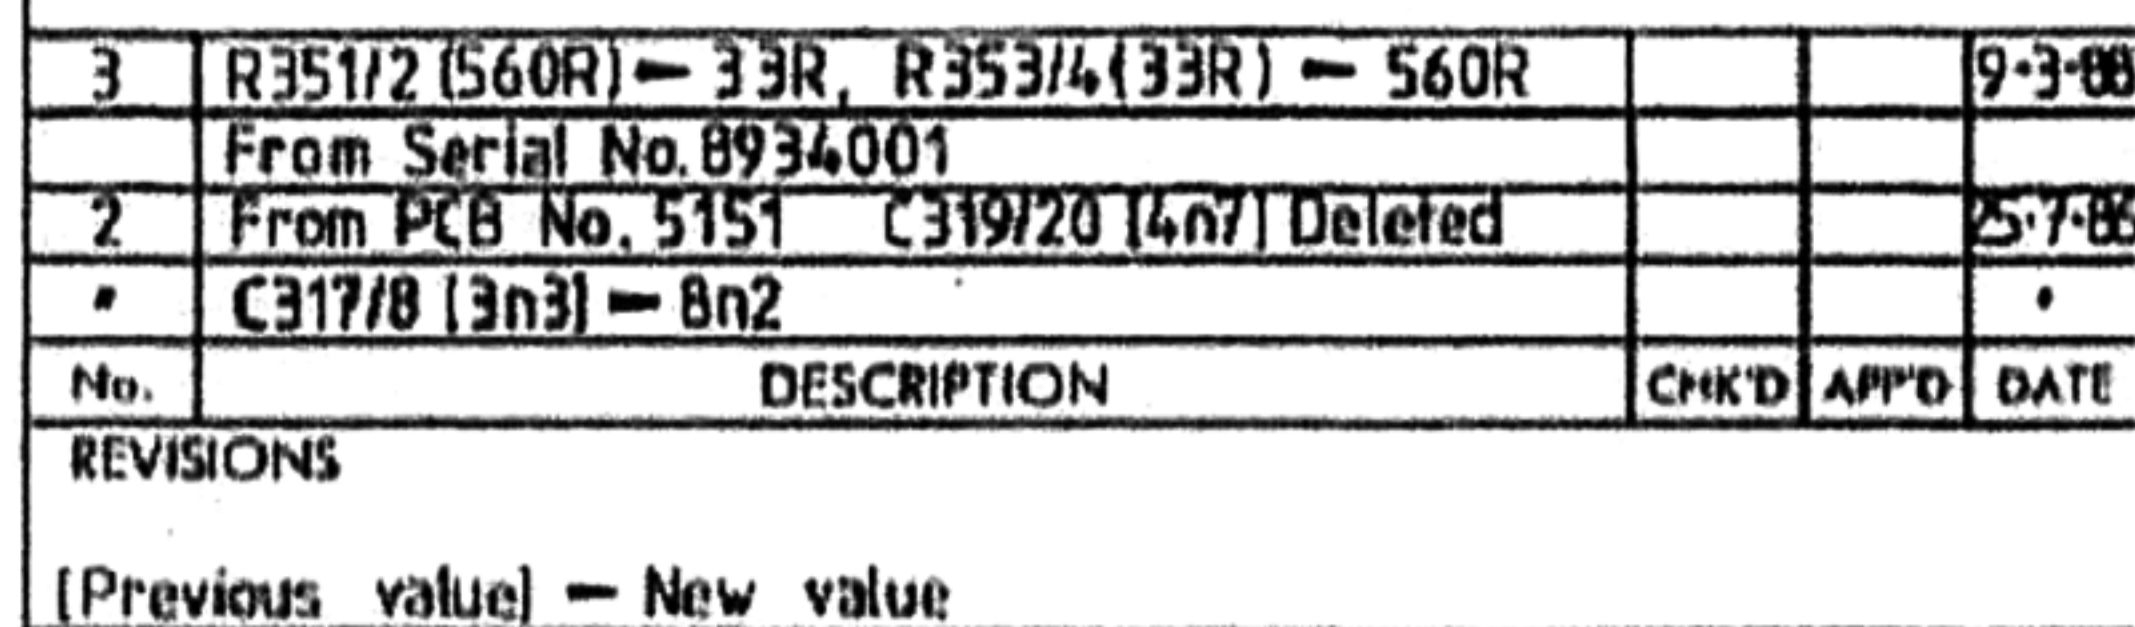 3 R351/2 (560R) — 33R, R353/4 (33R) — 560R 9·3·88
From Serial No. 8934001
2 From PCB No. 5151 C319/20 (4n7) Deleted 25·7·86
" C317/8 (3n3) — 8n2 "
No. DESCRIPTION CHK'D APP'D DATE
REVISIONS
(Previous value) — New value